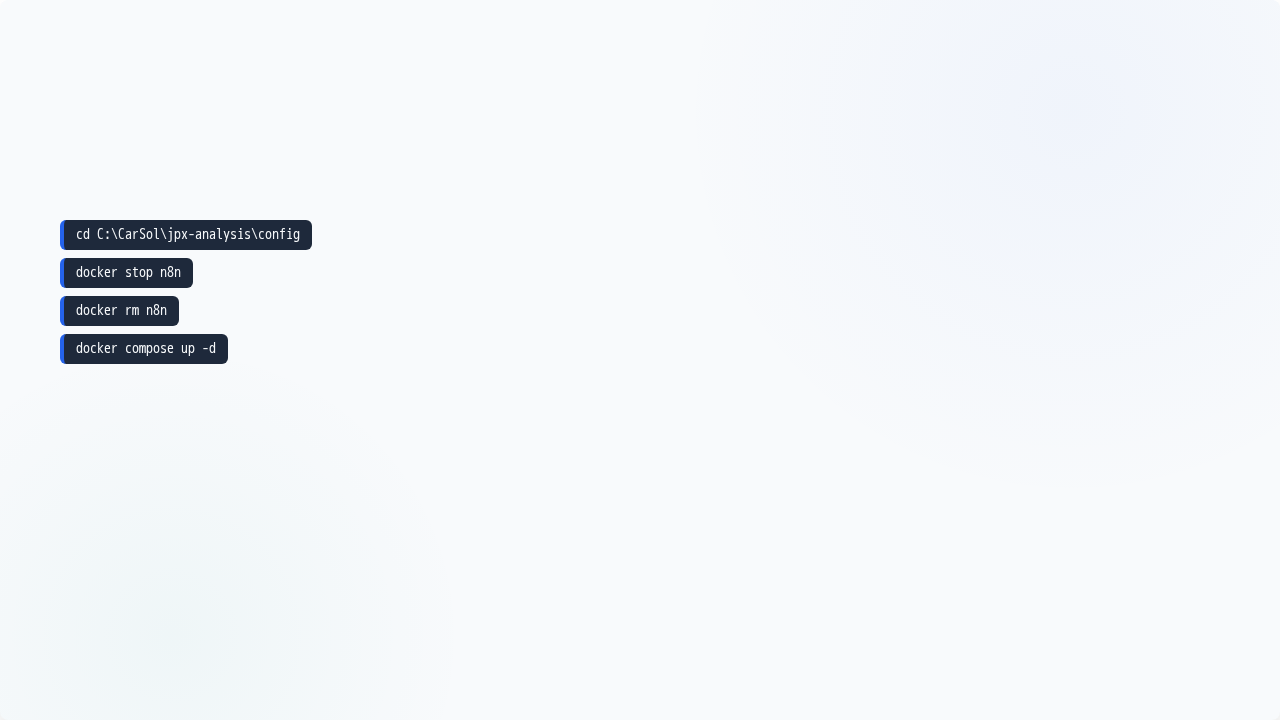 cd C:\CarSol\jpx-analysis\config
docker stop n8n
docker rm n8n
docker compose up -d